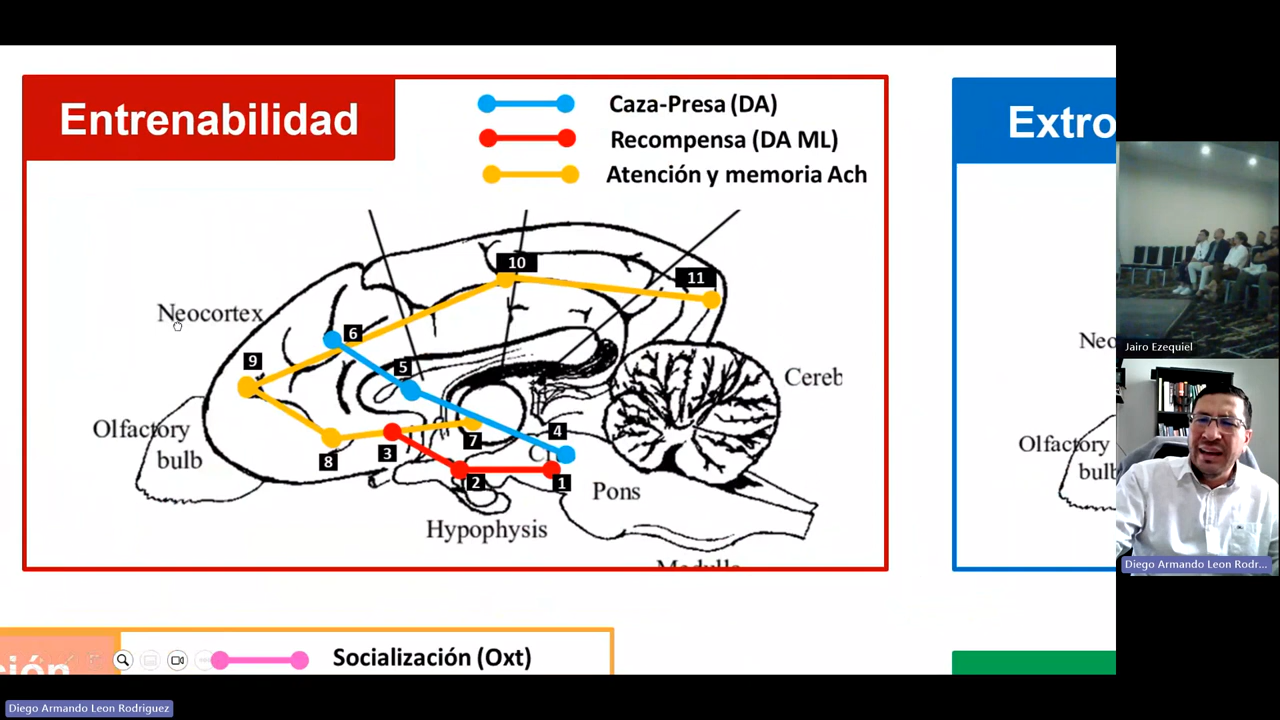 Entrenabilidad
Caza-Presa (DA)
Recompensa (DA ML)
Atención y memoria Ach
Extro
10
11
Neocortex
6
9
5
Cereb
Olfactory
bulb
4
7
3
8
2
1
Pons
Hypophysis
Neo
Olfactory
bulb
Jairo Ezequiel
Diego Armando Leon Rodr...
ción
Socialización (Oxt)
Diego Armando Leon Rodriguez